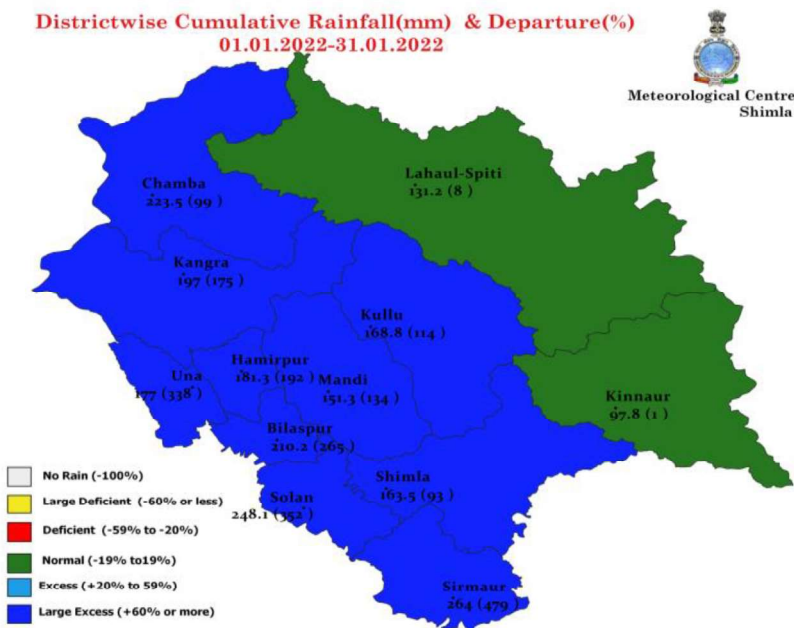 Districtwise Cumulative Rainfall(mm) & Departure(%)
01.01.2022-31.01.2022
Meteorological Centre
Shimla
Lahaul-Spiti
131.2 (8 )
Chamba
223.5 (99 )
Kangra
197 (175 )
Kullu
168.8 (114 )
Hamirpur
181.3 (192 )
Una
177 (338 )
Mandi
151.3 (134 )
Kinnaur
97.8 (1 )
Bilaspur
210.2 (265 )
Shimla
163.5 (93 )
Solan
248.1 (352 )
Sirmaur
264 (479 )
No Rain (-100%)
Large Deficient (-60% or less)
Deficient (-59% to -20%)
Normal (-19% to19%)
Excess (+20% to 59%)
Large Excess (+60% or more)